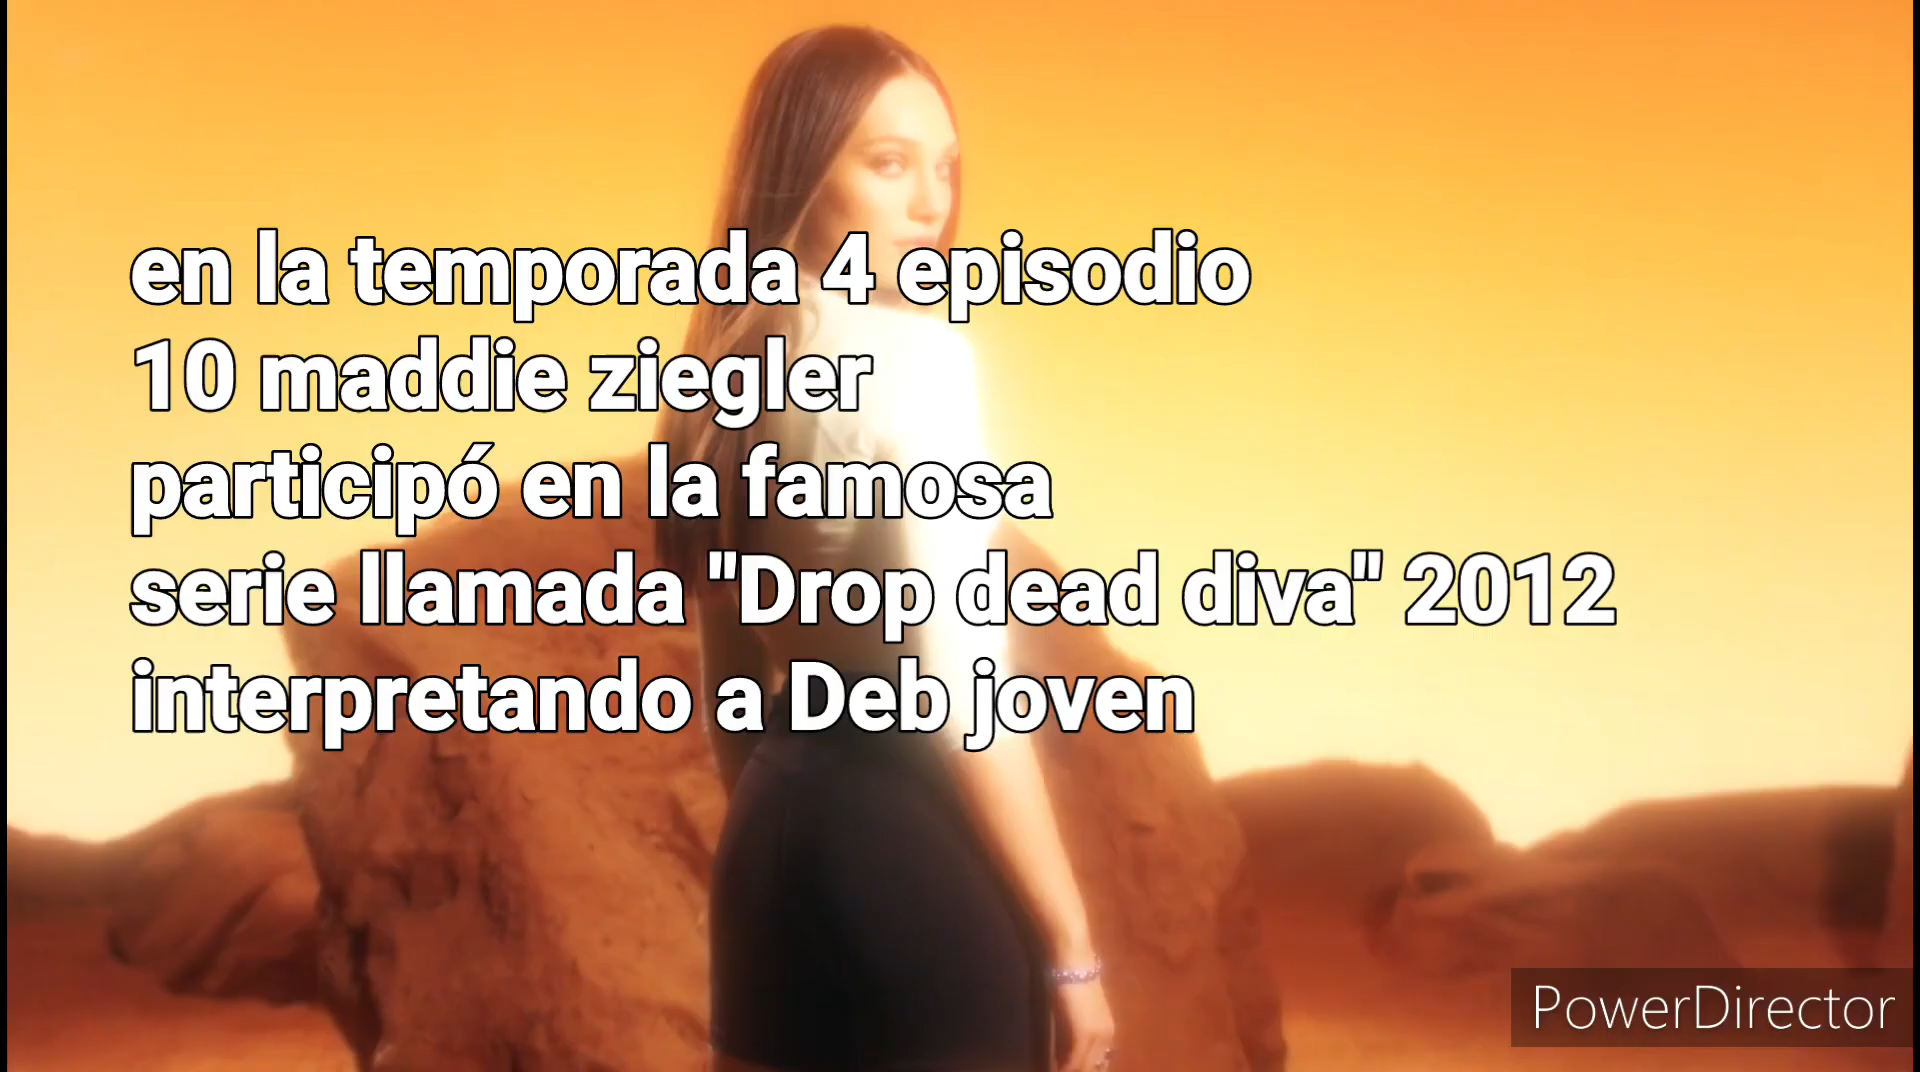 en la temporada 4 episodio
10 maddie ziegler
participó en la famosa
serie llamada "Drop dead diva" 2012
interpretando a Deb joven
PowerDirector